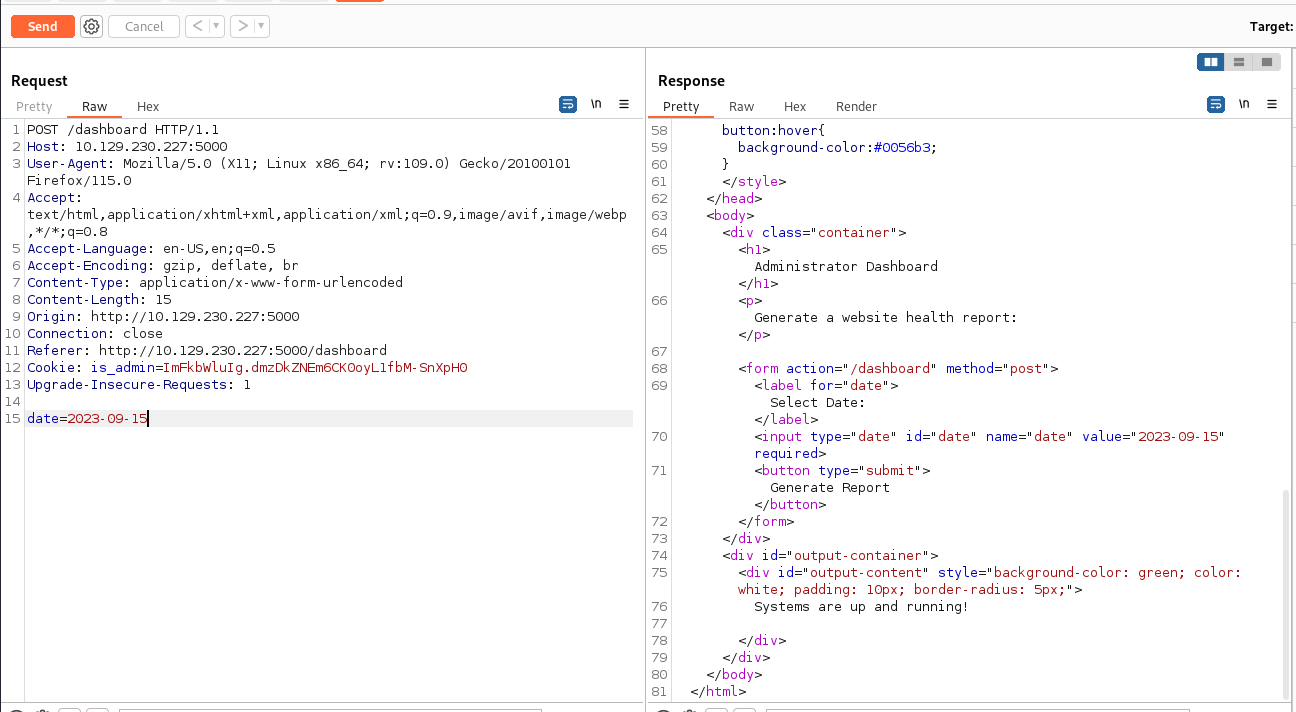 Send Cancel < > Target:
Request
Pretty Raw Hex \n
1 POST /dashboard HTTP/1.1
2 Host: 10.129.230.227:5000
3 User-Agent: Mozilla/5.0 (X11; Linux x86_64; rv:109.0) Gecko/20100101
Firefox/115.0
4 Accept:
text/html,application/xhtml+xml,application/xml;q=0.9,image/avif,image/webp
,*/*;q=0.8
5 Accept-Language: en-US,en;q=0.5
6 Accept-Encoding: gzip, deflate, br
7 Content-Type: application/x-www-form-urlencoded
8 Content-Length: 15
9 Origin: http://10.129.230.227:5000
10 Connection: close
11 Referer: http://10.129.230.227:5000/dashboard
12 Cookie: is_admin=ImFkbWluIg.dmzDkZNEm6CK0oyL1fbM-SnXpH0
13 Upgrade-Insecure-Requests: 1
14
15 date=2023-09-15
Response
Pretty Raw Hex Render \n
58 button:hover{
59 background-color:#0056b3;
60 }
61 </style>
62 </head>
63 <body>
64 <div class="container">
65 <h1>
Administrator Dashboard
</h1>
66 <p>
Generate a website health report:
</p>
67
68 <form action="/dashboard" method="post">
69 <label for="date">
Select Date:
</label>
70 <input type="date" id="date" name="date" value="2023-09-15"
required>
71 <button type="submit">
Generate Report
</button>
72 </form>
73 </div>
74 <div id="output-container">
75 <div id="output-content" style="background-color: green; color:
white; padding: 10px; border-radius: 5px;">
76 Systems are up and running!
77
78 </div>
79 </div>
80 </body>
81 </html>